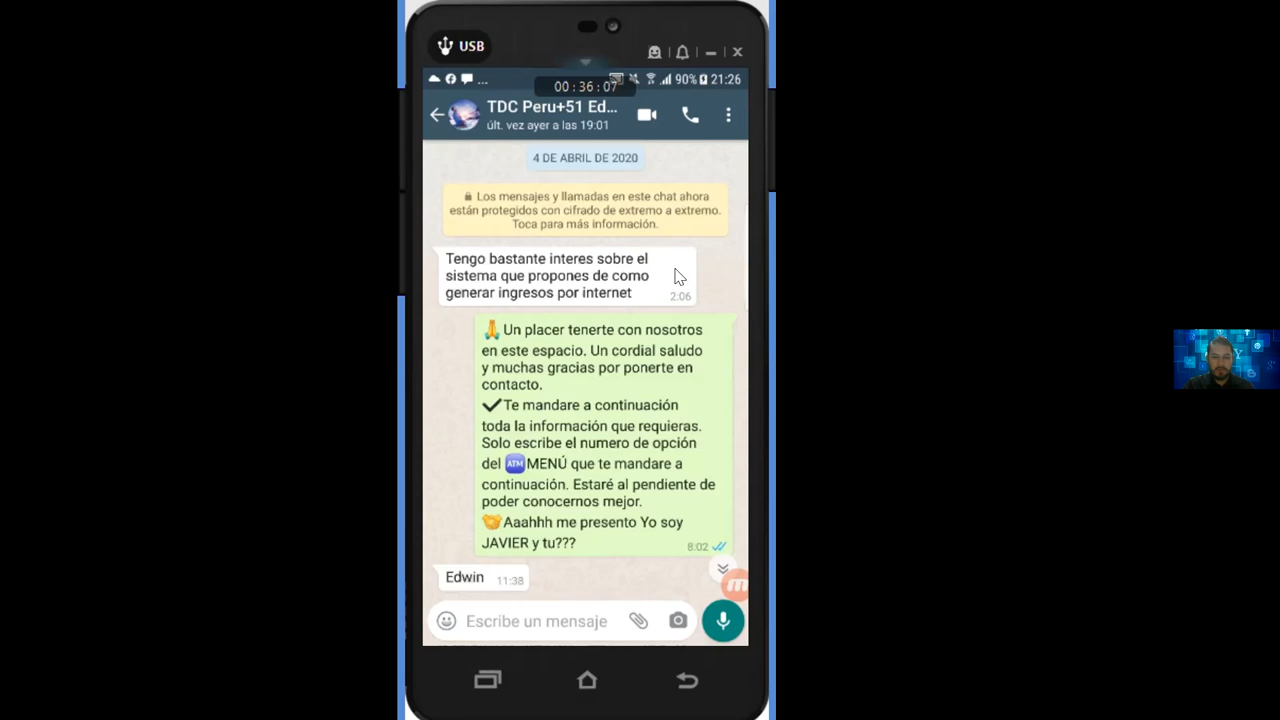 USB
... 90% 21:26
00:36:07
TDC Peru+51 Ed...
últ. vez ayer a las 19:01
4 DE ABRIL DE 2020
Los mensajes y llamadas en este chat ahora
están protegidos con cifrado de extremo a extremo.
Toca para más información.
Tengo bastante interes sobre el
sistema que propones de como
generar ingresos por internet
2:06
🙏Un placer tenerte con nosotros
en este espacio. Un cordial saludo
y muchas gracias por ponerte en
contacto.
✔Te mandare a continuación
toda la información que requieras.
Solo escribe el numero de opción
del 🏧MENÚ que te mandare a
continuación. Estaré al pendiente de
poder conocernos mejor.
🤝Aaahhh me presento Yo soy
JAVIER y tu???
8:02
Edwin 11:38
Escribe un mensaje